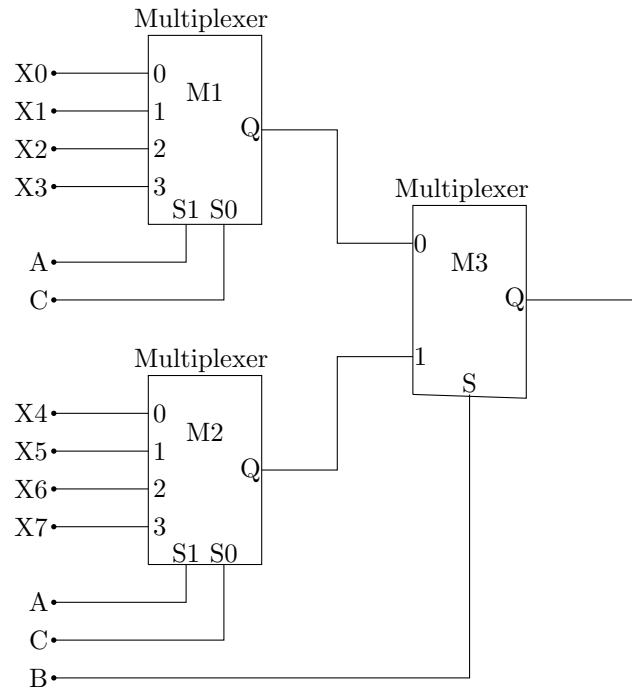 Multiplexer
X0
0
M1
X1
1
Q
X2
2
X3
3
S1 S0
A
C
Multiplexer
0
M3
Q
1
S
Multiplexer
X4
0
M2
X5
1
Q
X6
2
X7
3
S1 S0
A
C
B